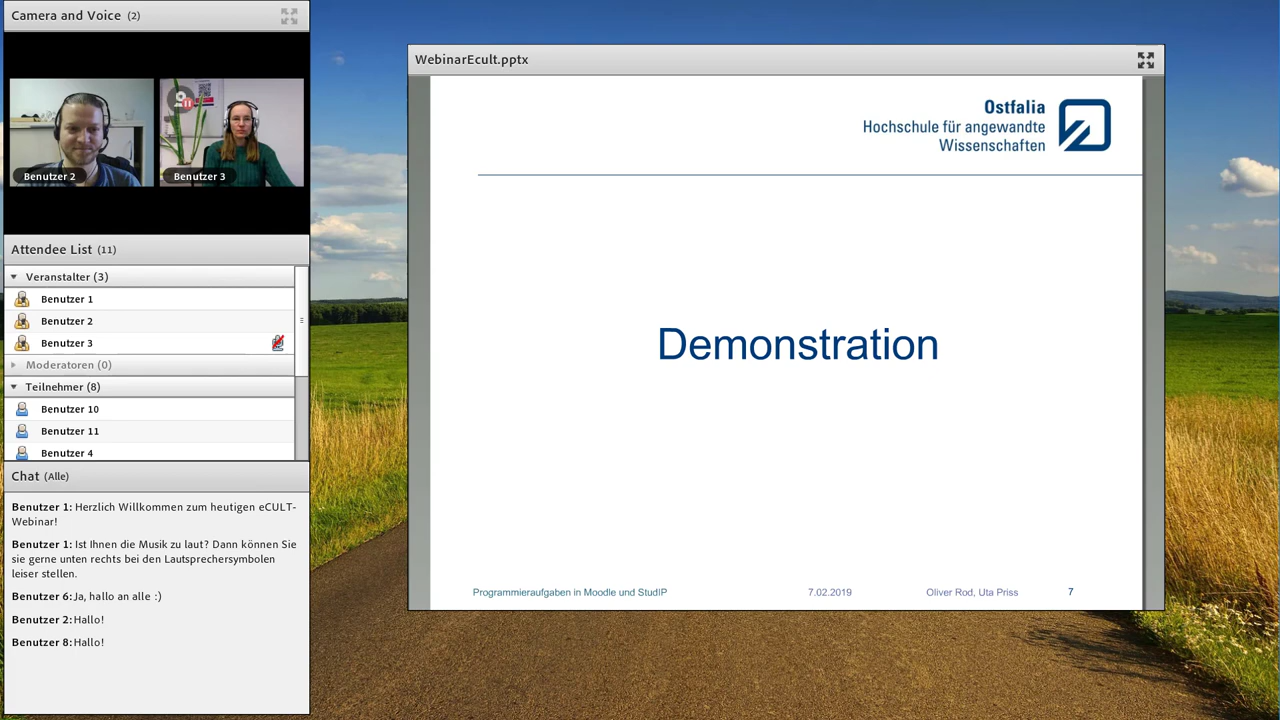 Camera and Voice (2)
Benutzer 2
Benutzer 3
Attendee List (11)
Veranstalter (3)
Benutzer 1
Benutzer 2
Benutzer 3
Moderatoren (0)
Teilnehmer (8)
Benutzer 10
Benutzer 11
Benutzer 4
Chat (Alle)
Benutzer 1: Herzlich Willkommen zum heutigen eCULT-
Webinar!
Benutzer 1: Ist Ihnen die Musik zu laut? Dann können Sie
sie gerne unten rechts bei den Lautsprechersymbolen
leiser stellen.
Benutzer 6: Ja, hallo an alle :)
Benutzer 2: Hallo!
Benutzer 8: Hallo!
WebinarEcult.pptx
Ostfalia
Hochschule für angewandte
Wissenschaften
Demonstration
Programmieraufgaben in Moodle und StudIP 7.02.2019 Oliver Rod, Uta Priss 7